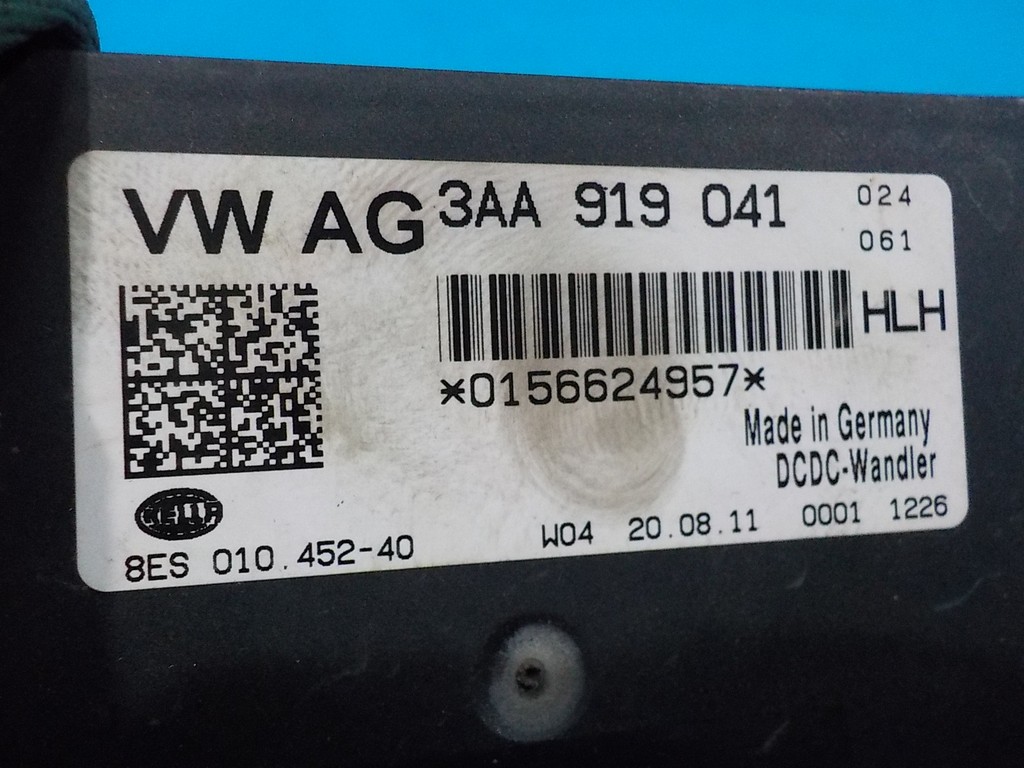 VW AG 3AA 919 041 024
061
HLH
*0156624957*
Made in Germany
DCDC-Wandler
HELLA
W04 20.08.11 0001 1226
8ES 010.452-40